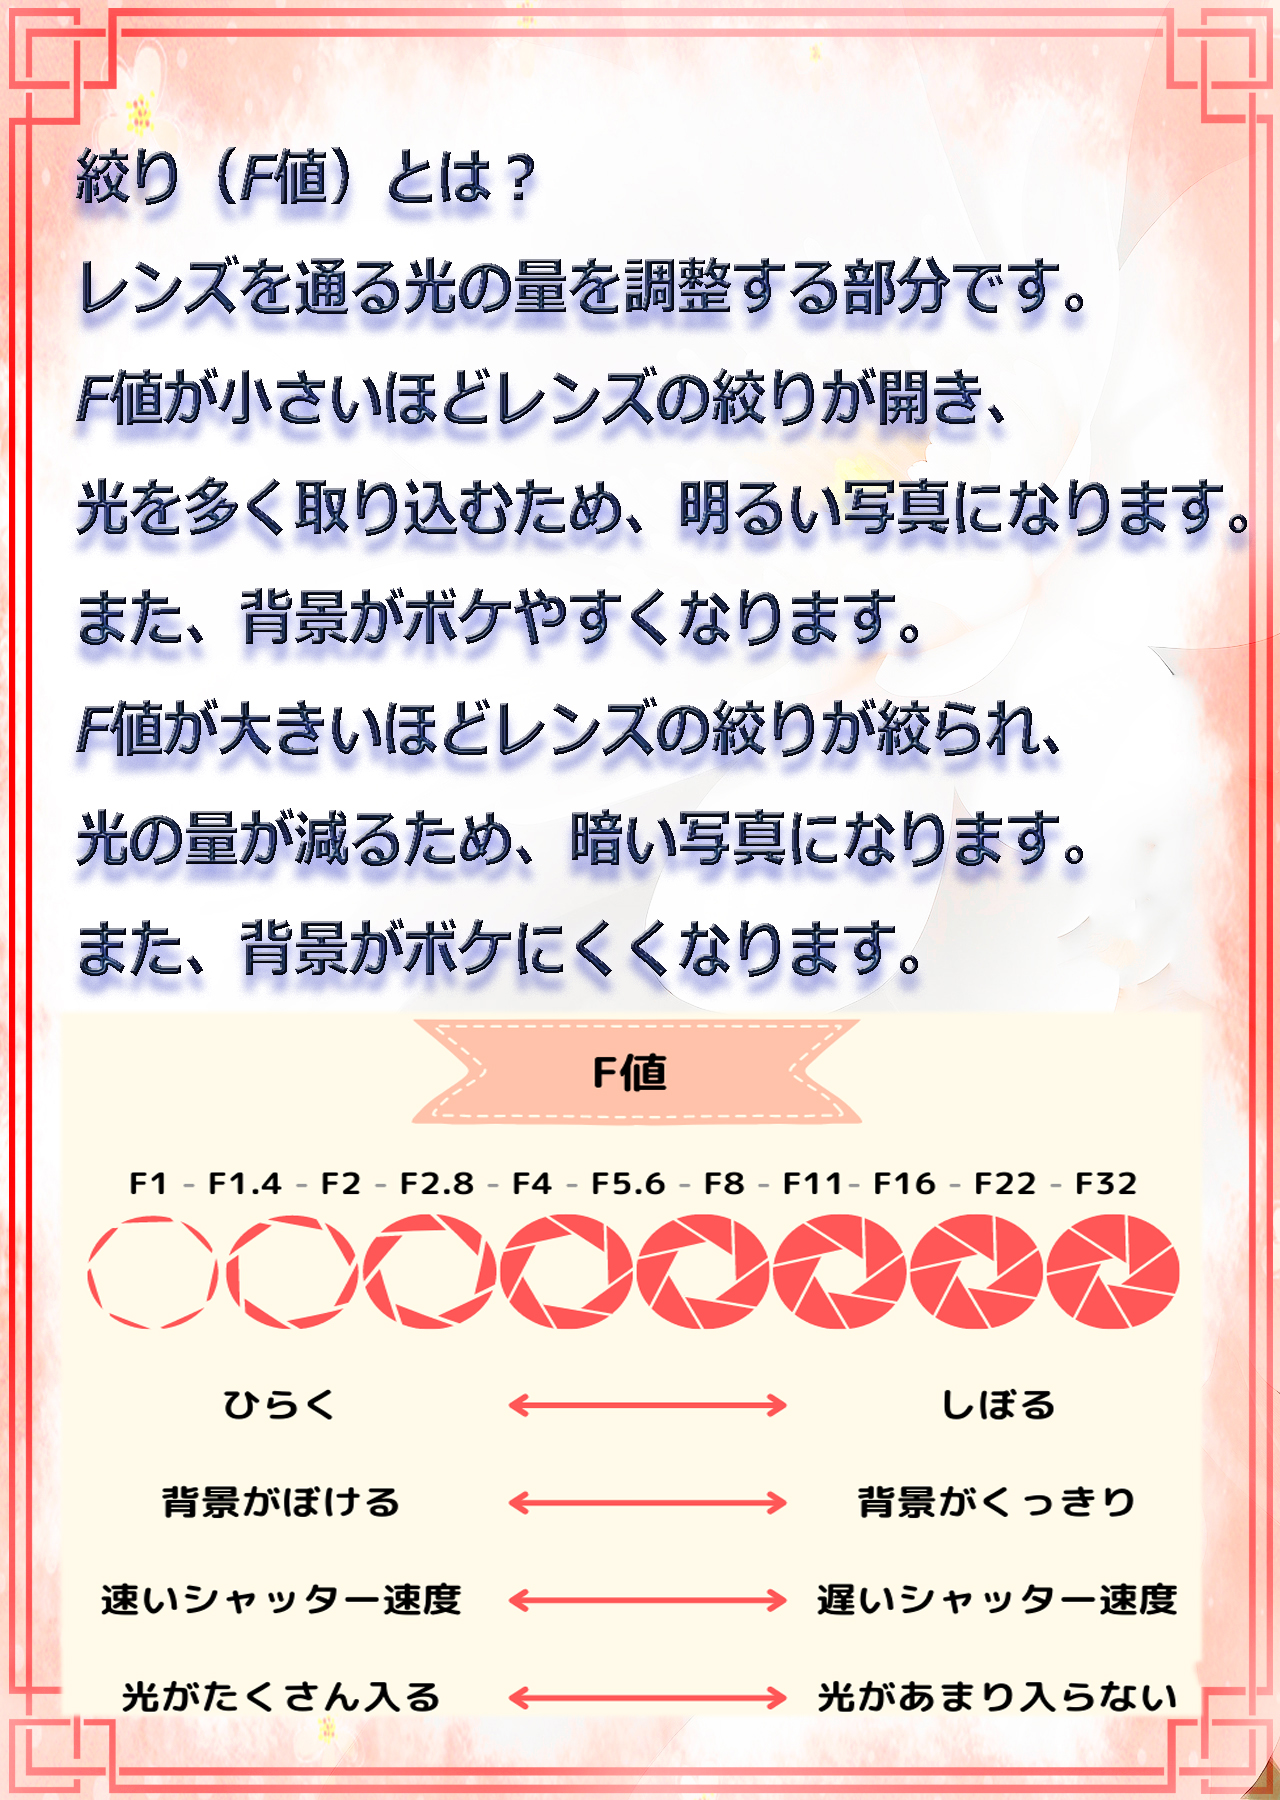 絞り（F値）とは？
レンズを通る光の量を調整する部分です。
F値が小さいほどレンズの絞りが開き、
光を多く取り込むため、明るい写真になります。
また、背景がボケやすくなります。
F値が大きいほどレンズの絞りが絞られ、
光の量が減るため、暗い写真になります。
また、背景がボケにくくなります。
F値
F1 - F1.4 - F2 - F2.8 - F4 - F5.6 - F8 - F11- F16 - F22 - F32
ひらく しぼる
背景がぼける 背景がくっきり
速いシャッター速度 遅いシャッター速度
光がたくさん入る 光があまり入らない